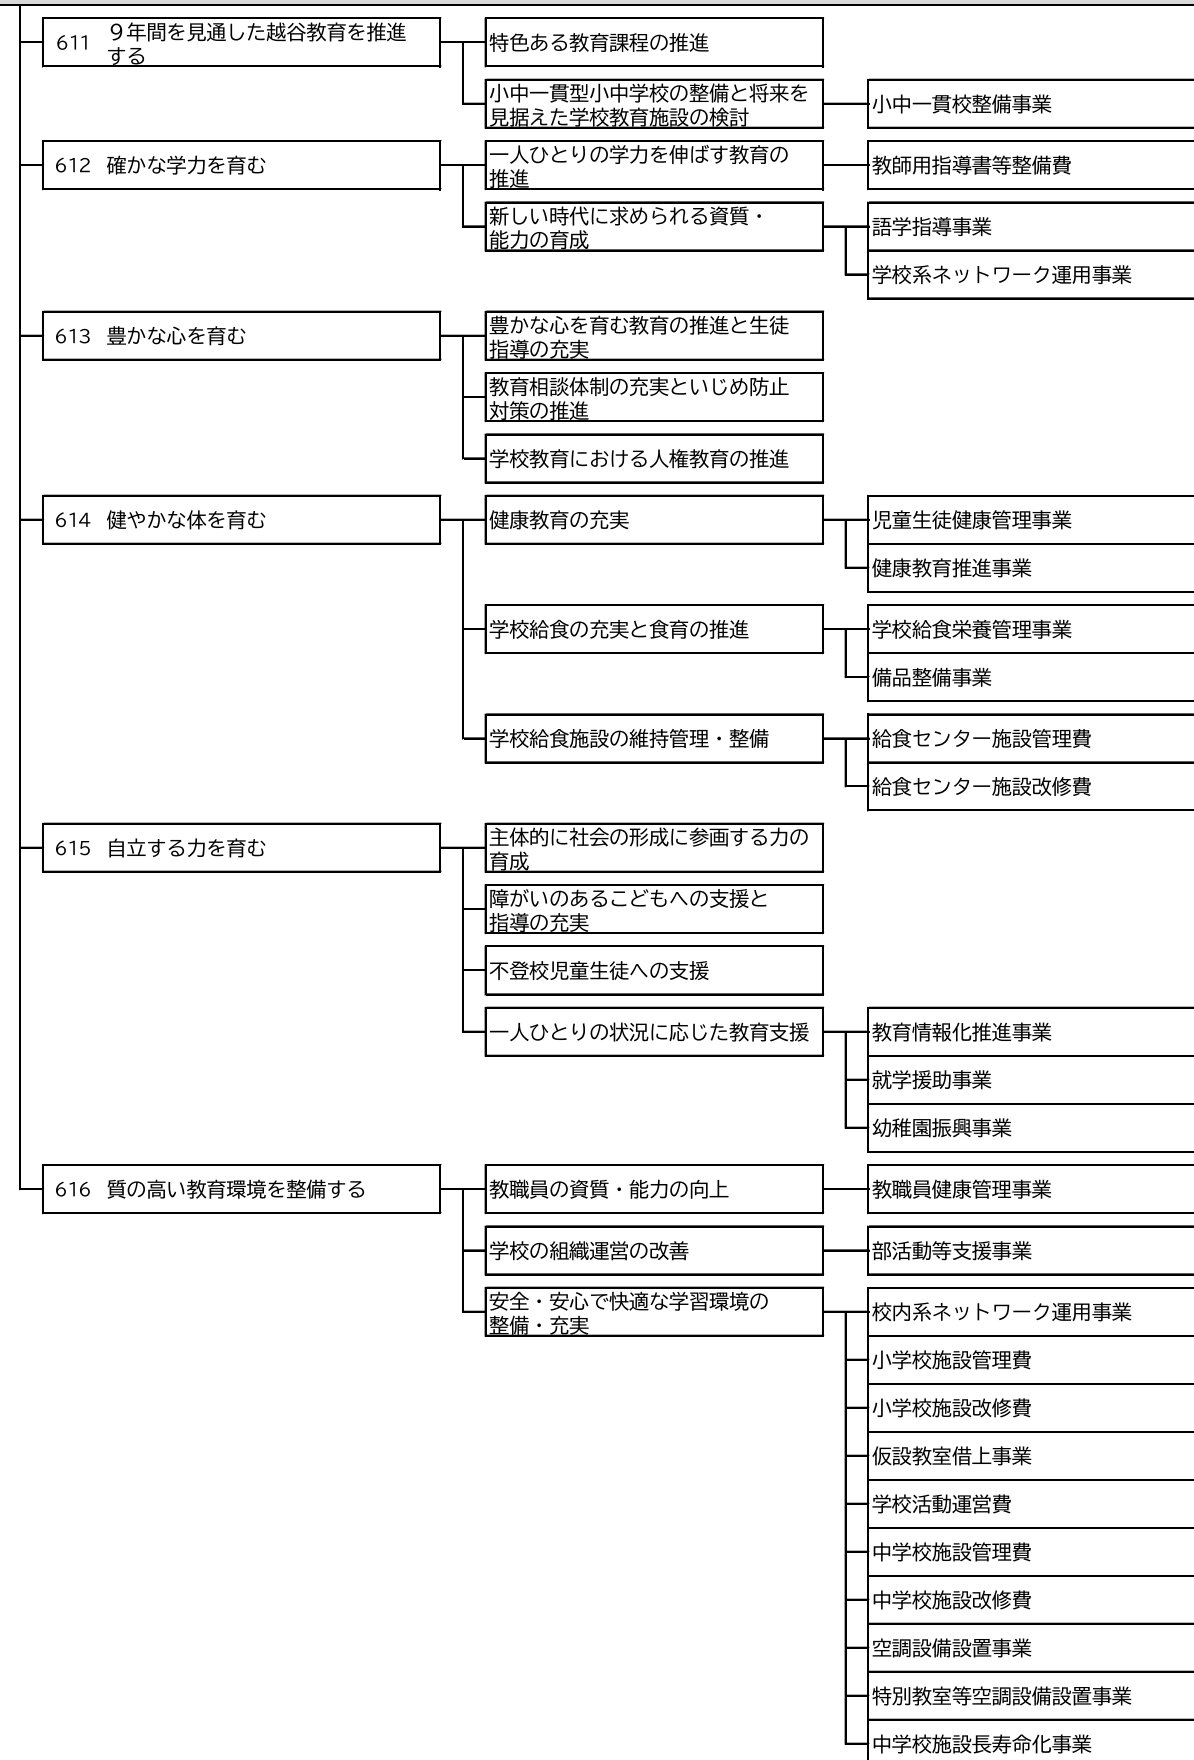 611 ９年間を見通した越谷教育を推進
する
特色ある教育課程の推進
小中一貫型小中学校の整備と将来を
見据えた学校教育施設の検討
小中一貫校整備事業
612 確かな学力を育む
一人ひとりの学力を伸ばす教育の
推進
教師用指導書等整備費
新しい時代に求められる資質・
能力の育成
語学指導事業
学校系ネットワーク運用事業
613 豊かな心を育む
豊かな心を育む教育の推進と生徒
指導の充実
教育相談体制の充実といじめ防止
対策の推進
学校教育における人権教育の推進
614 健やかな体を育む
健康教育の充実
児童生徒健康管理事業
健康教育推進事業
学校給食の充実と食育の推進
学校給食栄養管理事業
備品整備事業
学校給食施設の維持管理・整備
給食センター施設管理費
給食センター施設改修費
615 自立する力を育む
主体的に社会の形成に参画する力の
育成
障がいのあるこどもへの支援と
指導の充実
不登校児童生徒への支援
一人ひとりの状況に応じた教育支援
教育情報化推進事業
就学援助事業
幼稚園振興事業
616 質の高い教育環境を整備する
教職員の資質・能力の向上
教職員健康管理事業
学校の組織運営の改善
部活動等支援事業
安全・安心で快適な学習環境の
整備・充実
校内系ネットワーク運用事業
小学校施設管理費
小学校施設改修費
仮設教室借上事業
学校活動運営費
中学校施設管理費
中学校施設改修費
空調設備設置事業
特別教室等空調設備設置事業
中学校施設長寿命化事業